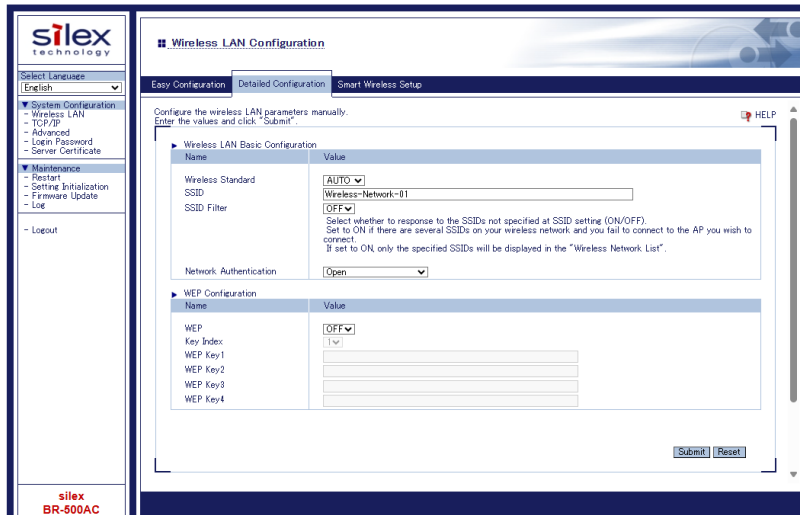 silex
technology
Select Language
English
▼ System Configuration
- Wireless LAN
- TCP/IP
- Advanced
- Login Password
- Server Certificate
▼ Maintenance
- Restart
- Setting Initialization
- Firmware Update
- Log
- Logout
silex
BR-500AC
Wireless LAN Configuration
Easy Configuration Detailed Configuration Smart Wireless Setup
Configure the wireless LAN parameters manually.
Enter the values and click "Submit".
HELP
Wireless LAN Basic Configuration
Name Value
Wireless Standard AUTO
SSID Wireless-Network-01
SSID Filter OFF
Select whether to response to the SSIDs not specified at SSID setting (ON/OFF).
Set to ON if there are several SSIDs on your wireless network and you fail to connect to the AP you wish to
connect.
If set to ON, only the specified SSIDs will be displayed in the "Wireless Network List".
Network Authentication Open
WEP Configuration
Name Value
WEP OFF
Key Index 1
WEP Key1
WEP Key2
WEP Key3
WEP Key4
Submit Reset